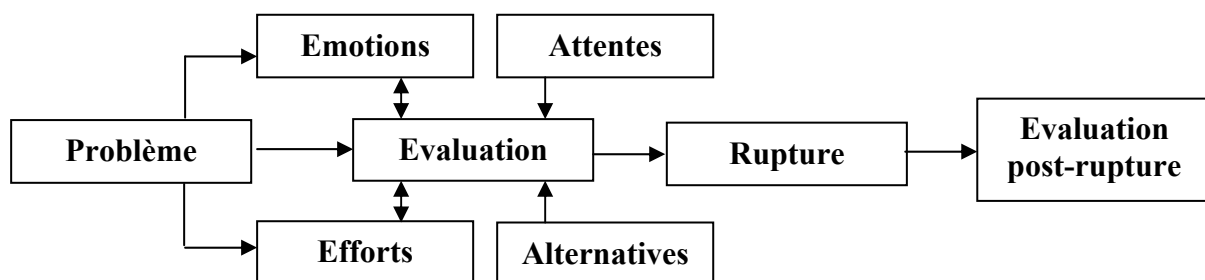 Emotions
Attentes
Problème
Evaluation
Rupture
Evaluation
post-rupture
Efforts
Alternatives